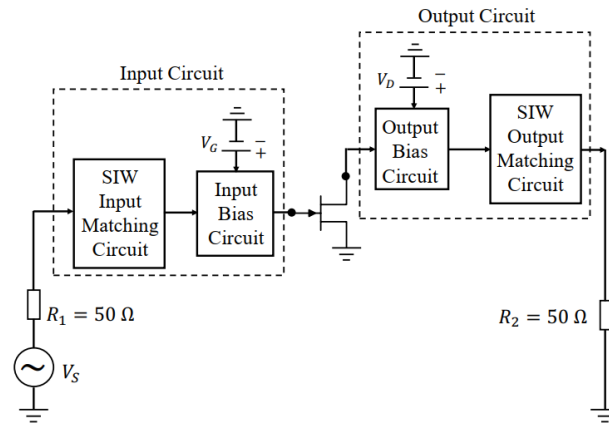 Output Circuit
Input Circuit
V_D
−
+
V_G
−
+
SIW
Input
Matching
Circuit
Input
Bias
Circuit
Output
Bias
Circuit
SIW
Output
Matching
Circuit
R_1 = 50 Ω
R_2 = 50 Ω
~
V_S